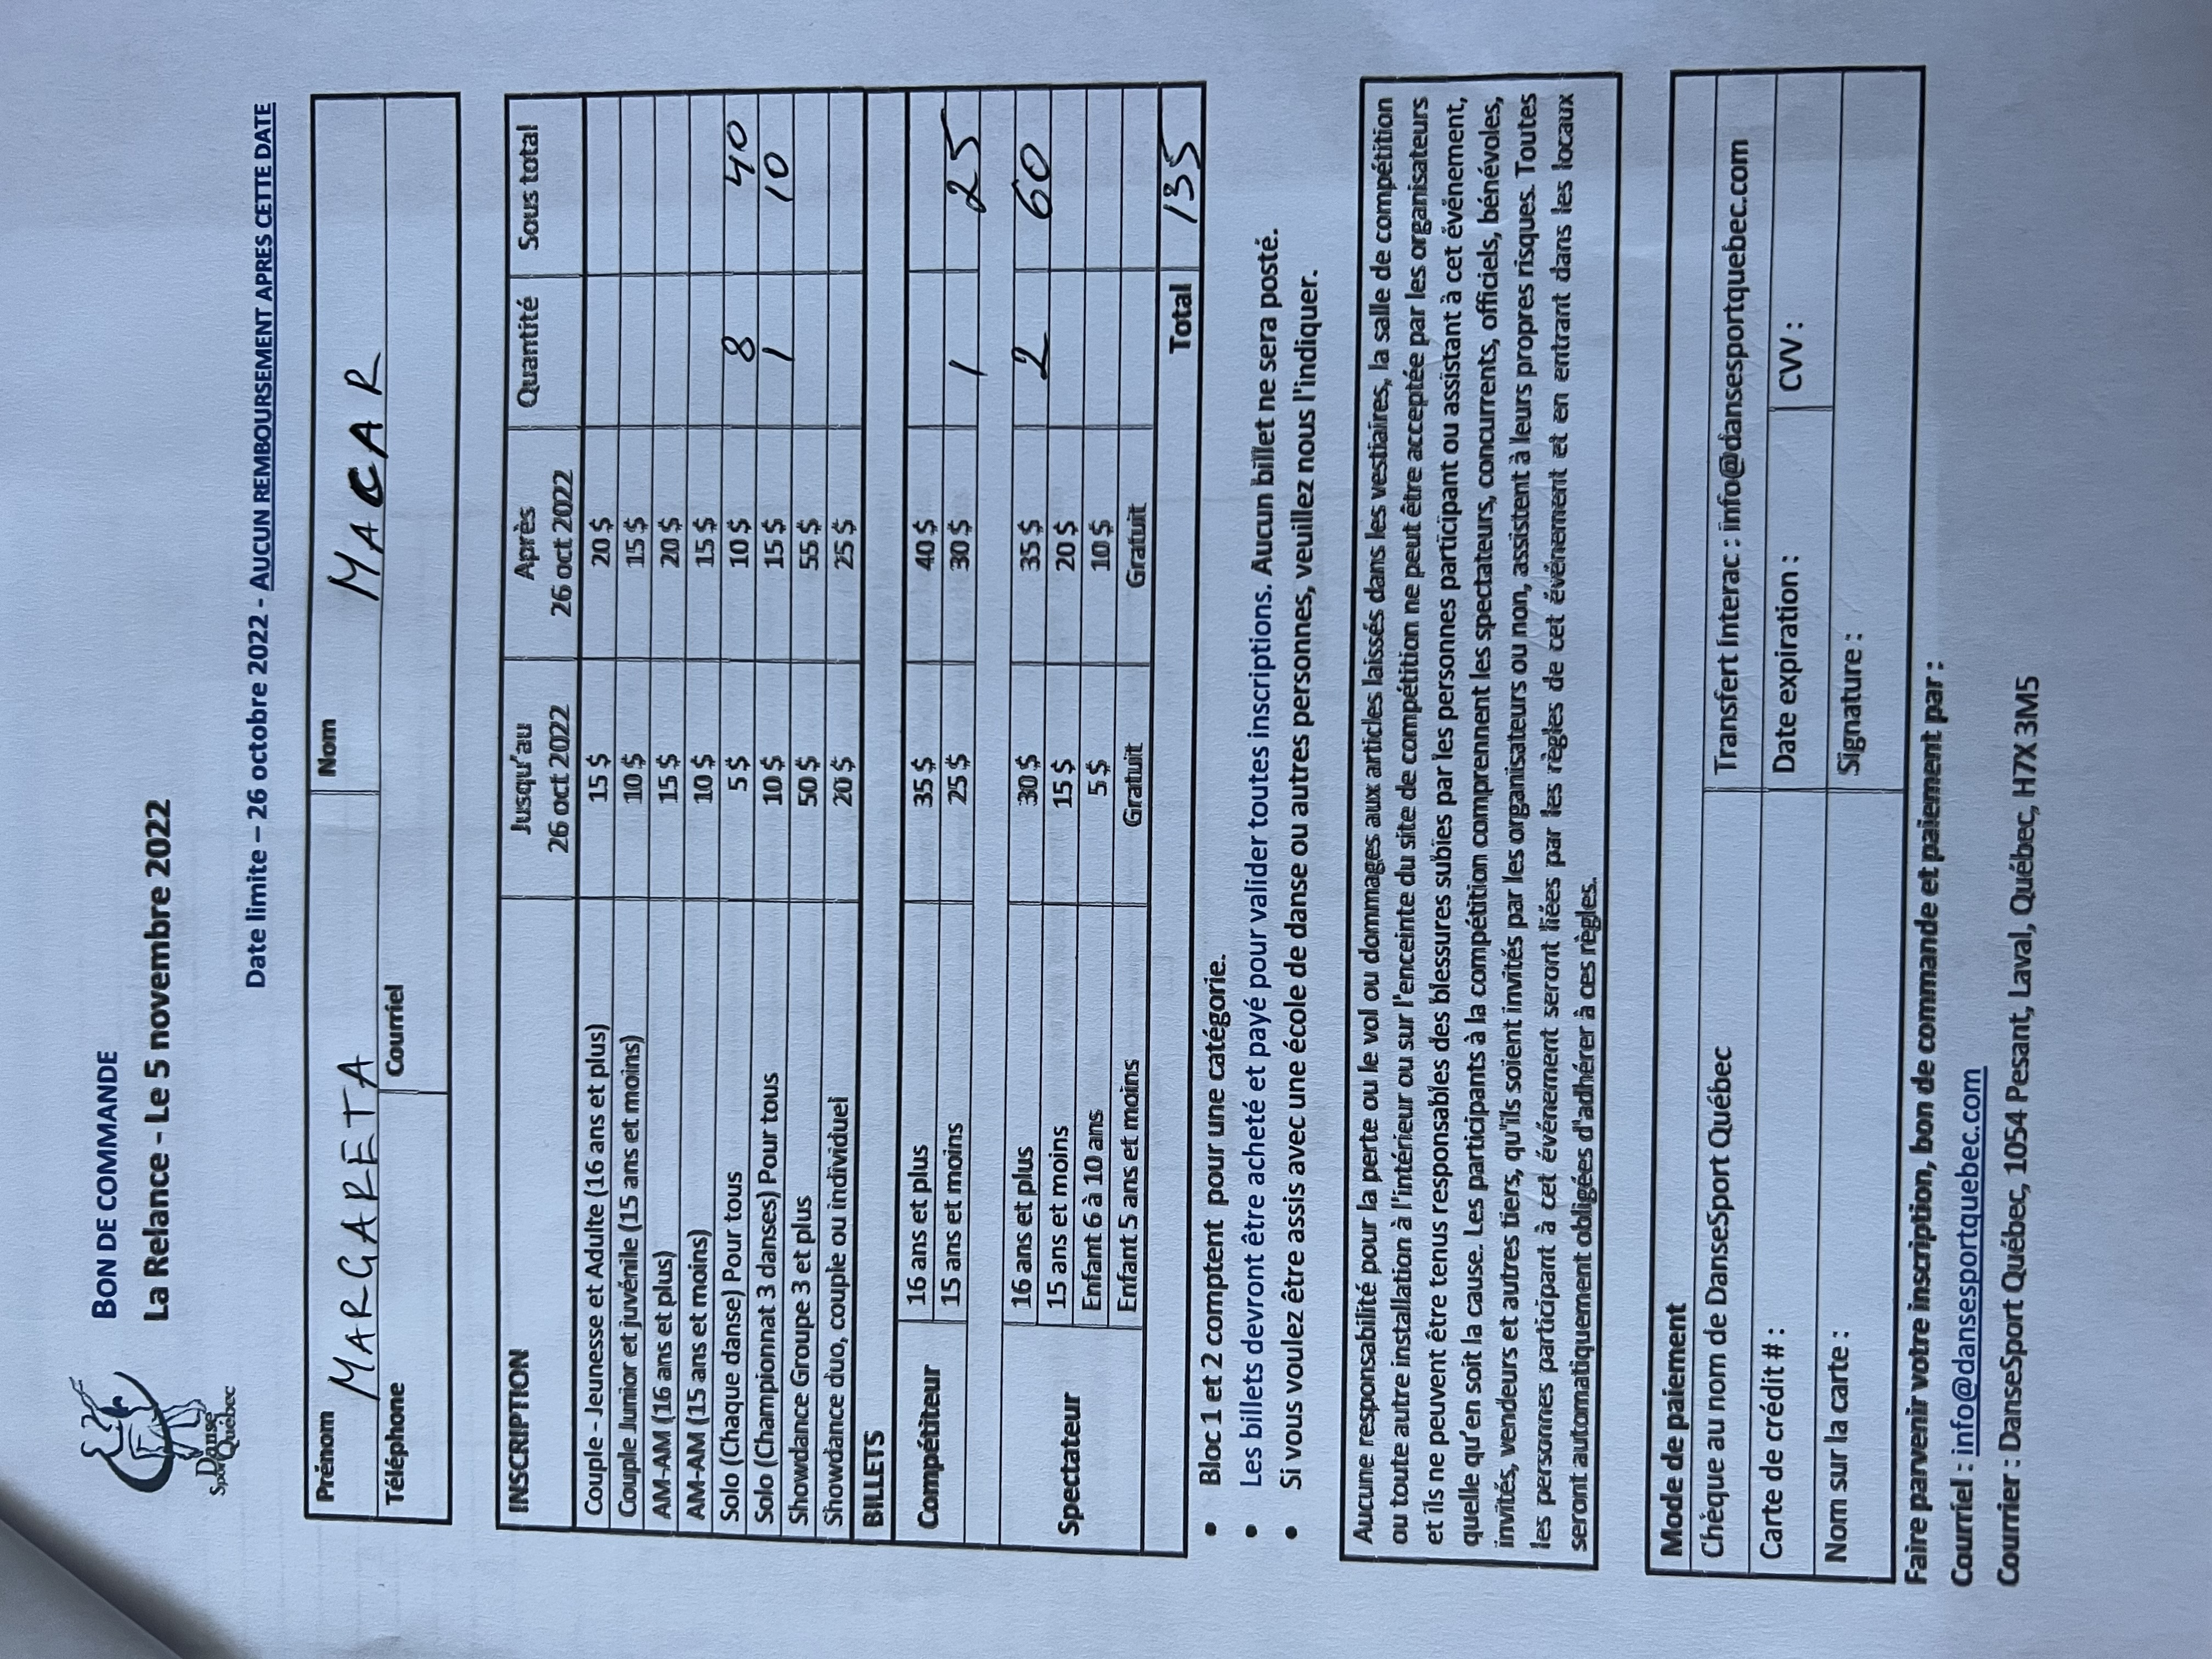 Danse
Sport Québec
BON DE COMMANDE
La Relance - Le 5 novembre 2022
Date limite – 26 octobre 2022 - AUCUN REMBOURSEMENT APRES CETTE DATE
Prénom MARGARETA Nom MACAR
Téléphone Courriel
INSCRIPTION Jusqu'au 26 oct 2022 Après 26 oct 2022 Quantité Sous total
Couple - Jeunesse et Adulte (16 ans et plus) 15 $ 20 $
Couple Junior et juvénile (15 ans et moins) 10 $ 15 $
AM-AM (16 ans et plus) 15 $ 20 $
AM-AM (15 ans et moins) 10 $ 15 $
Solo (Chaque danse) Pour tous 5 $ 10 $ 8 40
Solo (Championnat 3 danses) Pour tous 10 $ 15 $ 1 10
Showdance Groupe 3 et plus 50 $ 55 $
Showdance duo, couple ou individuel 20 $ 25 $
BILLETS
Compétiteur 16 ans et plus 35 $ 40 $
15 ans et moins 25 $ 30 $ 1 25
Spectateur 16 ans et plus 30 $ 35 $ 2 60
15 ans et moins 15 $ 20 $
Enfant 6 à 10 ans 5 $ 10 $
Enfant 5 ans et moins Gratuit Gratuit
Total 135
• Bloc 1 et 2 comptent pour une catégorie.
• Les billets devront être acheté et payé pour valider toutes inscriptions. Aucun billet ne sera posté.
• Si vous voulez être assis avec une école de danse ou autres personnes, veuillez nous l'indiquer.
Aucune responsabilité pour la perte ou le vol ou dommages aux articles laissés dans les vestiaires, la salle de compétition
ou toute autre installation à l'intérieur ou sur l'enceinte du site de compétition ne peut être acceptée par les organisateurs
et ils ne peuvent être tenus responsables des blessures subies par les personnes participant ou assistant à cet événement,
quelle qu'en soit la cause. Les participants à la compétition comprennent les spectateurs, concurrents, officiels, bénévoles,
invités, vendeurs et autres tiers, qu'ils soient invités par les organisateurs ou non, assistent à leurs propres risques. Toutes
les personnes participant à cet événement seront liées par les règles de cet événement et en entrant dans les locaux
seront automatiquement obligées d'adhérer à ces règles.
Mode de paiement
Chèque au nom de DanseSport Québec Transfert Interac : info@dansesportquebec.com
Carte de crédit # : Date expiration : CVV :
Nom sur la carte : Signature :
Faire parvenir votre inscription, bon de commande et paiement par :
Courriel : info@dansesportquebec.com
Courrier : DanseSport Québec, 1054 Pesant, Laval, Québec, H7X 3M5